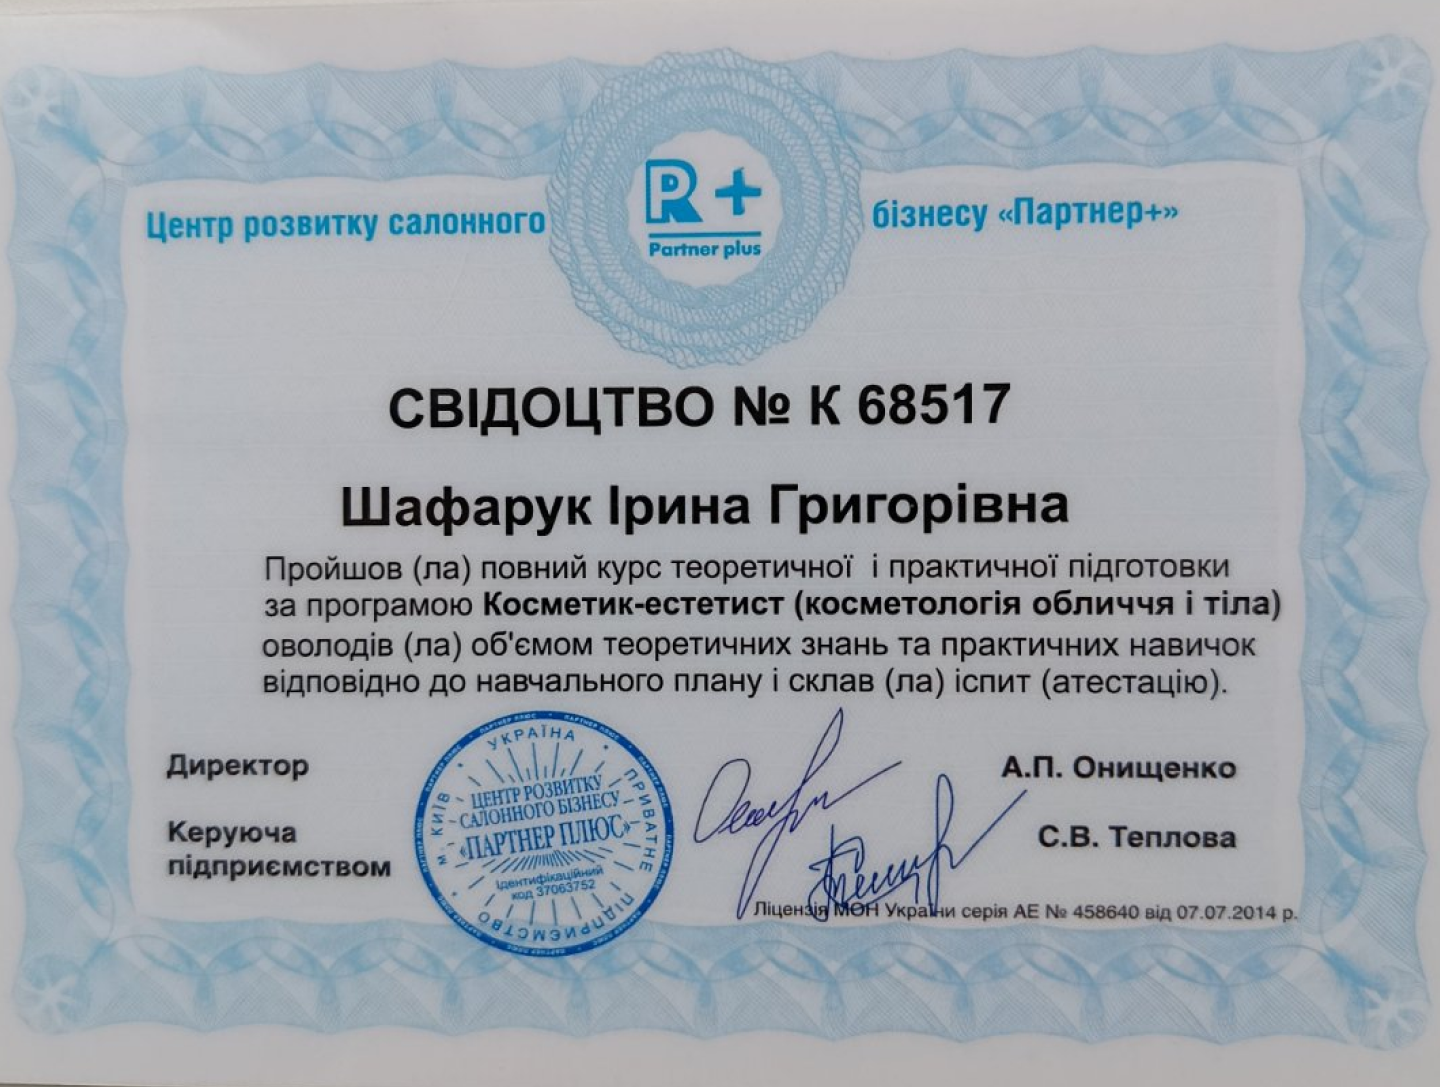 Центр розвитку салонного
R+
Partner plus
бізнесу «Партнер+»
СВІДОЦТВО № К 68517
Шафарук Ірина Григорівна
Пройшов (ла) повний курс теоретичної і практичної підготовки
за програмою Косметик-естетист (косметологія обличчя і тіла)
оволодів (ла) об'ємом теоретичних знань та практичних навичок
відповідно до навчального плану і склав (ла) іспит (атестацію).
Директор
А.П. Онищенко
Керуюча
підприємством
С.В. Теплова
УКРАЇНА
м. КИЇВ
ПРИВАТНЕ
ПІДПРИЄМСТВО
ЦЕНТР РОЗВИТКУ
САЛОННОГО БІЗНЕСУ
«ПАРТНЕР ПЛЮС»
Ідентифікаційний
код 37063752
Ліцензія МОН України серія АЕ № 458640 від 07.07.2014 р.